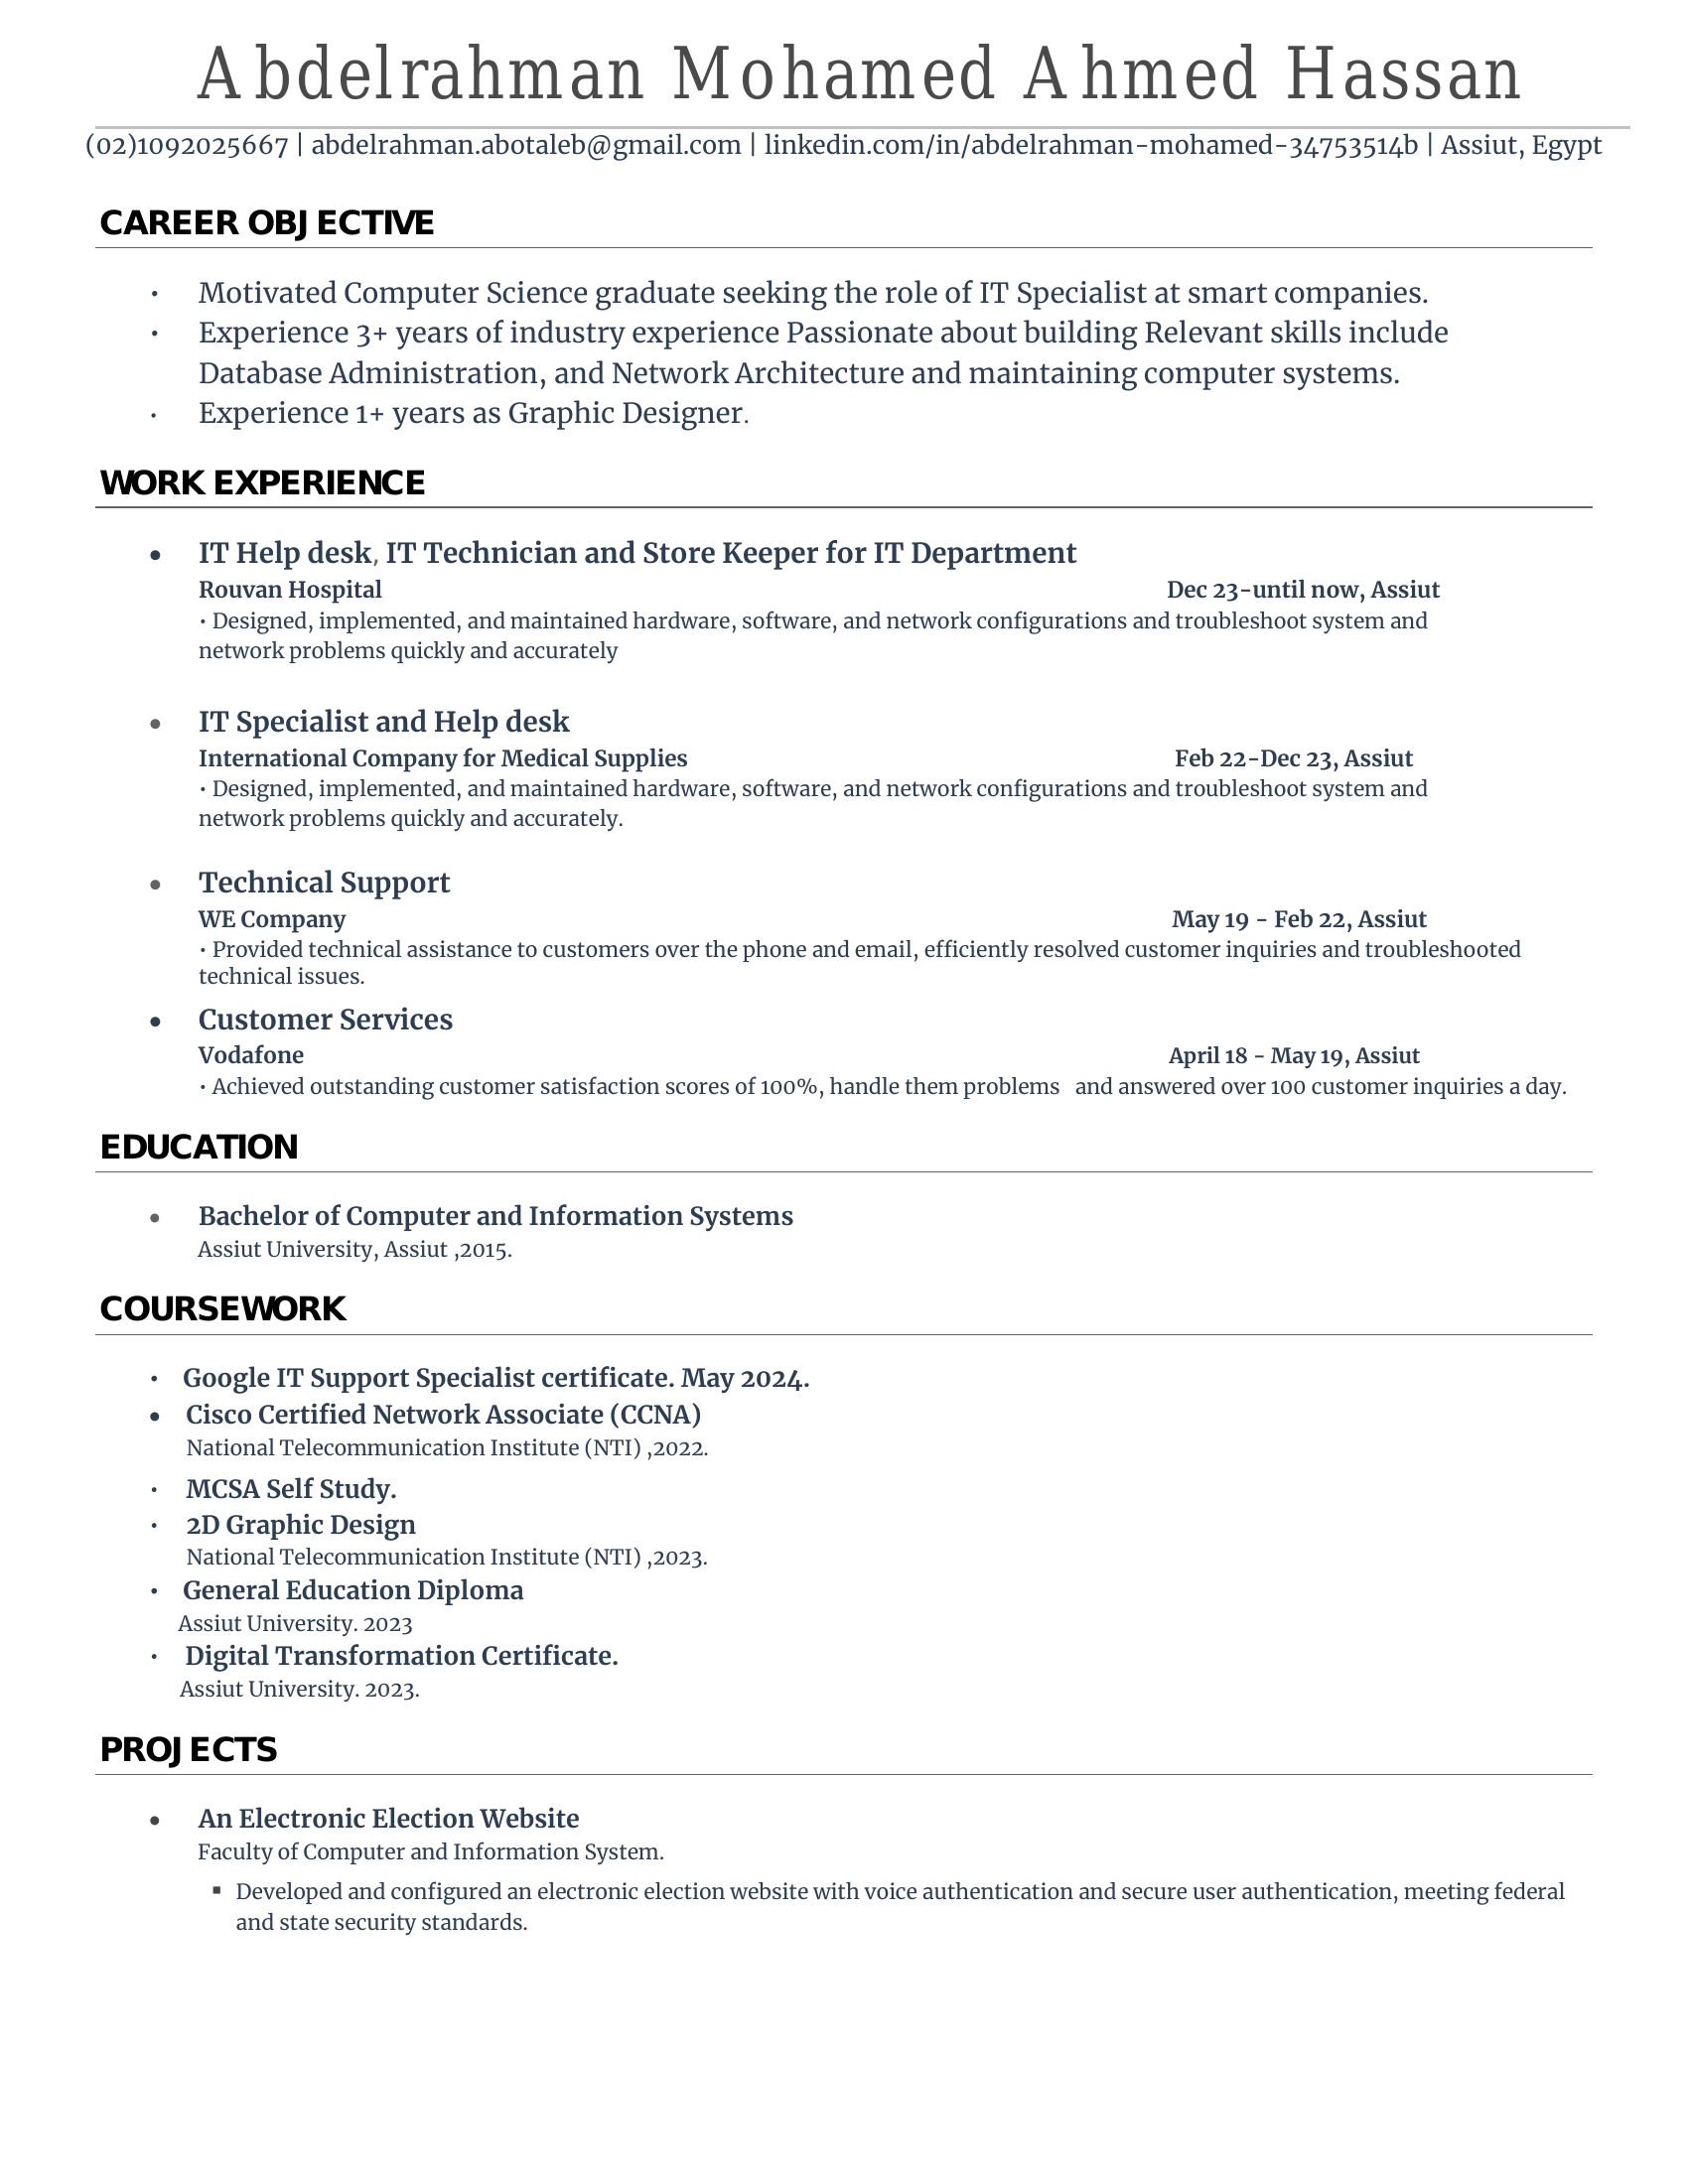 Abdelrahman Mohamed Ahmed Hassan
(02)1092025667 | abdelrahman.abotaleb@gmail.com | linkedin.com/in/abdelrahman-mohamed-34753514b | Assiut, Egypt
CAREER OBJECTIVE
• Motivated Computer Science graduate seeking the role of IT Specialist at smart companies.
• Experience 3+ years of industry experience Passionate about building Relevant skills include
Database Administration, and Network Architecture and maintaining computer systems.
• Experience 1+ years as Graphic Designer.
WORK EXPERIENCE
• IT Help desk, IT Technician and Store Keeper for IT Department
Rouvan Hospital Dec 23-until now, Assiut
• Designed, implemented, and maintained hardware, software, and network configurations and troubleshoot system and
network problems quickly and accurately
• IT Specialist and Help desk
International Company for Medical Supplies Feb 22-Dec 23, Assiut
• Designed, implemented, and maintained hardware, software, and network configurations and troubleshoot system and
network problems quickly and accurately.
• Technical Support
WE Company May 19 - Feb 22, Assiut
• Provided technical assistance to customers over the phone and email, efficiently resolved customer inquiries and troubleshooted
technical issues.
• Customer Services
Vodafone April 18 - May 19, Assiut
• Achieved outstanding customer satisfaction scores of 100%, handle them problems and answered over 100 customer inquiries a day.
EDUCATION
• Bachelor of Computer and Information Systems
Assiut University, Assiut ,2015.
COURSEWORK
• Google IT Support Specialist certificate. May 2024.
• Cisco Certified Network Associate (CCNA)
National Telecommunication Institute (NTI) ,2022.
• MCSA Self Study.
• 2D Graphic Design
National Telecommunication Institute (NTI) ,2023.
• General Education Diploma
Assiut University. 2023
• Digital Transformation Certificate.
Assiut University. 2023.
PROJECTS
• An Electronic Election Website
Faculty of Computer and Information System.
▪ Developed and configured an electronic election website with voice authentication and secure user authentication, meeting federal
and state security standards.